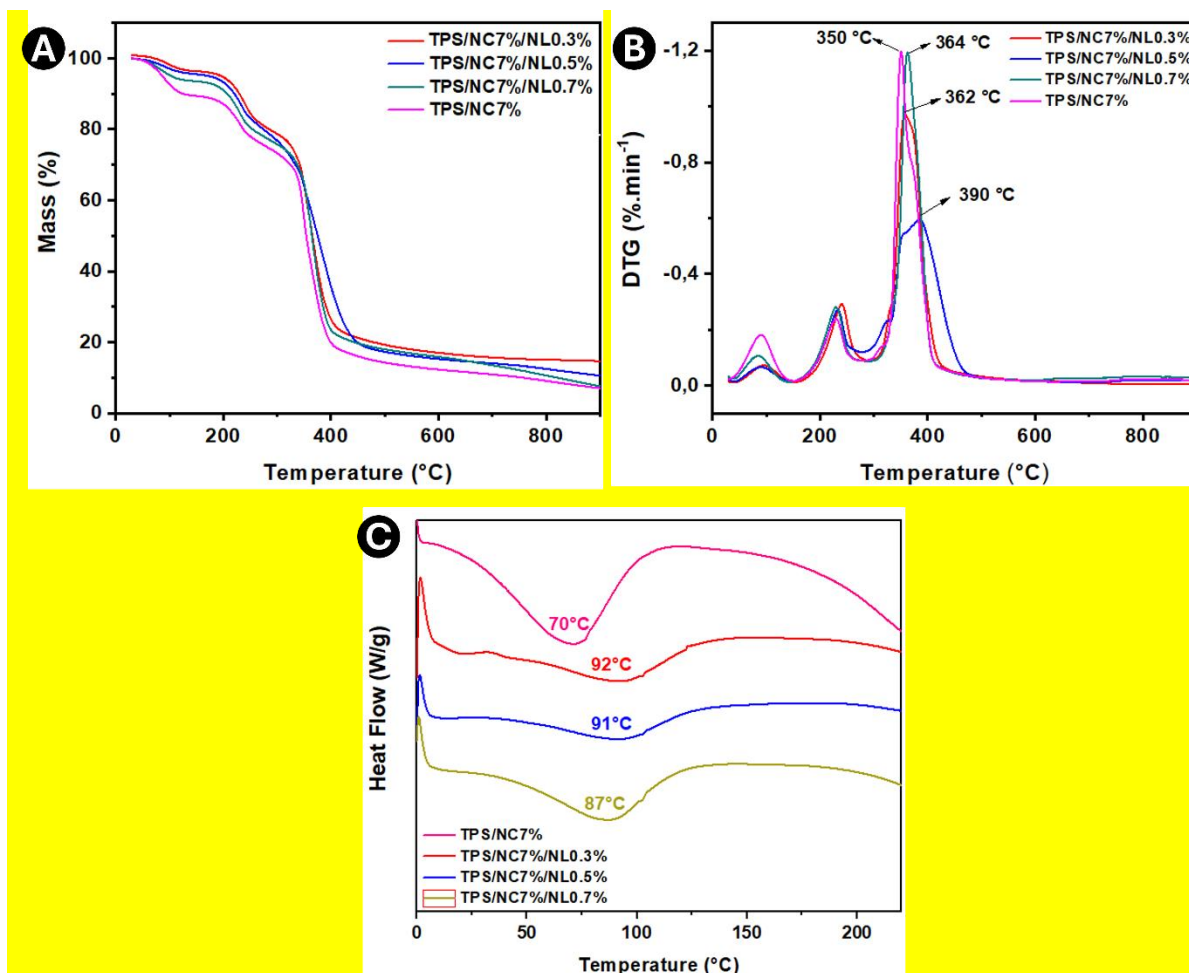 A
TPS/NC7%/NL0.3%
TPS/NC7%/NL0.5%
TPS/NC7%/NL0.7%
TPS/NC7%
100
80
60
40
20
0
Mass (%)
0 200 400 600 800
Temperature (°C)
B
350 °C
364 °C
362 °C
390 °C
TPS/NC7%/NL0.3%
TPS/NC7%/NL0.5%
TPS/NC7%/NL0.7%
TPS/NC7%
-1,2
-0,8
-0,4
0,0
DTG (%.min⁻¹)
0 200 400 600 800
Temperature (°C)
C
70°C
92°C
91°C
87°C
Heat Flow (W/g)
TPS/NC7%
TPS/NC7%/NL0.3%
TPS/NC7%/NL0.5%
TPS/NC7%/NL0.7%
0 50 100 150 200
Temperature (°C)